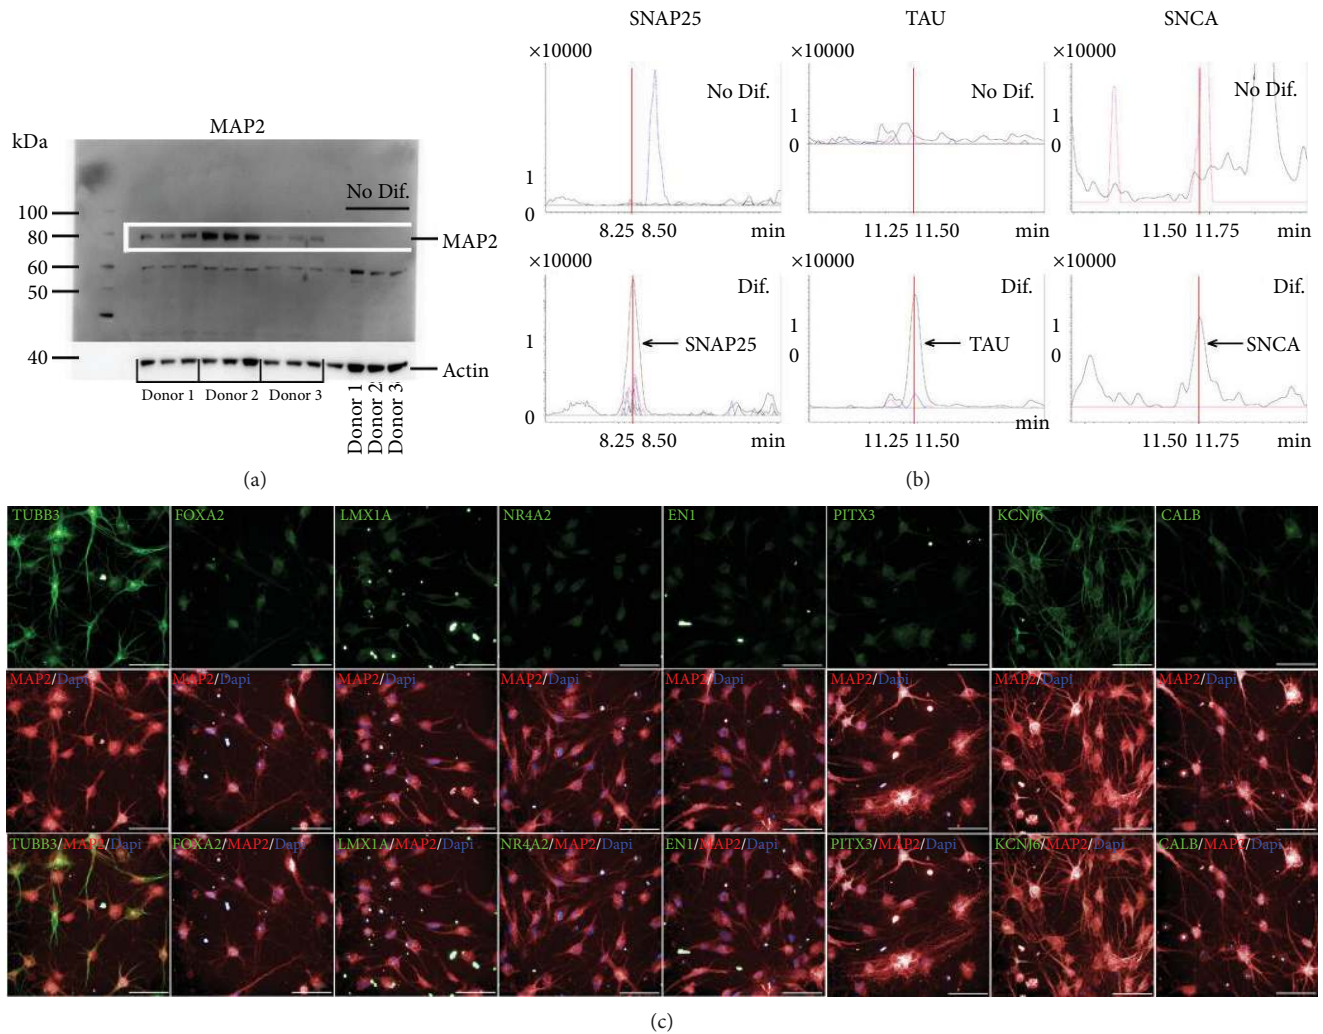 MAP2
kDa
No Dif.
100
80
MAP2
60
50
40
Actin
Donor 1 Donor 2 Donor 3
Donor 1
Donor 2
Donor 3
(a)
SNAP25 TAU SNCA
×10000 ×10000 ×10000
No Dif. No Dif. No Dif.
1 1 1
0 0 0
8.25 8.50 min 11.25 11.50 min 11.50 11.75 min
×10000 ×10000 ×10000
Dif. Dif. Dif.
1 1 1
0 0 0
SNAP25 TAU SNCA
8.25 8.50 min 11.25 11.50 min 11.50 11.75 min
(b)
TUBB3 FOXA2 LMX1A NR4A2 EN1 PITX3 KCNJ6 CALB
MAP2/Dapi MAP2/Dapi MAP2/Dapi MAP2/Dapi MAP2/Dapi MAP2/Dapi MAP2/Dapi MAP2/Dapi
TUBB3/MAP2/Dapi FOXA2/MAP2/Dapi LMX1A/MAP2/Dapi NR4A2/MAP2/Dapi EN1/MAP2/Dapi PITX3/MAP2/Dapi KCNJ6/MAP2/Dapi CALB/MAP2/Dapi
(c)